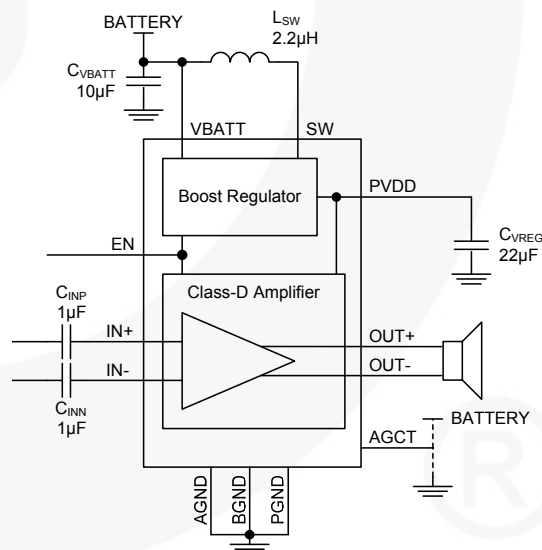 BATTERY
LSW
2.2µH
CVBATT
10µF
VBATT
SW
Boost Regulator
PVDD
CVREG
22µF
EN
Class-D Amplifier
CINP
1µF
IN+
OUT+
IN-
OUT-
CINN
1µF
BATTERY
AGCT
AGND
BGND
PGND
R